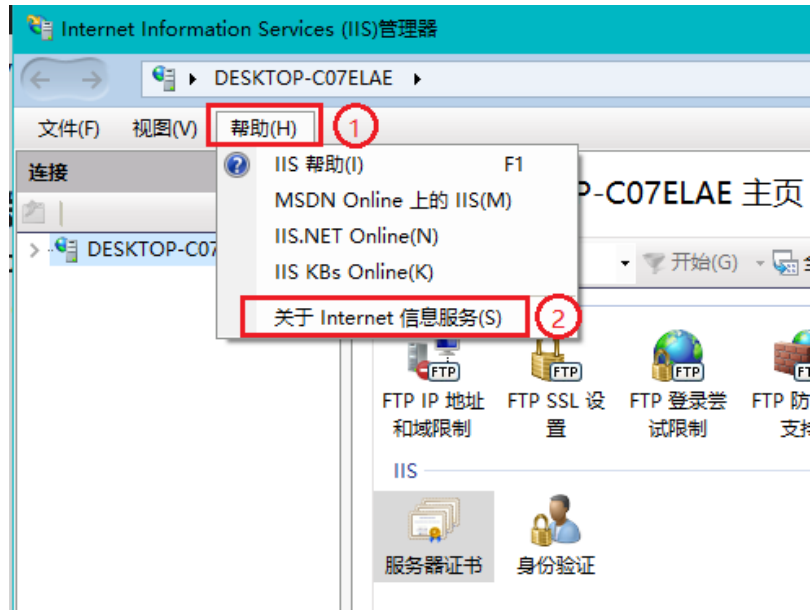 Internet Information Services (IIS)管理器
DESKTOP-C07ELAE
文件(F) 视图(V) 帮助(H) 1
连接
IIS 帮助(I) F1
MSDN Online 上的 IIS(M)
IIS.NET Online(N)
IIS KBs Online(K)
关于 Internet 信息服务(S) 2
DESKTOP-C07
P-C07ELAE 主页
开始(G)
FTP FTP FTP
FTP IP 地址和域限制
FTP SSL 设置
FTP 登录尝试限制
FTP 防
支持
IIS
服务器证书
身份验证